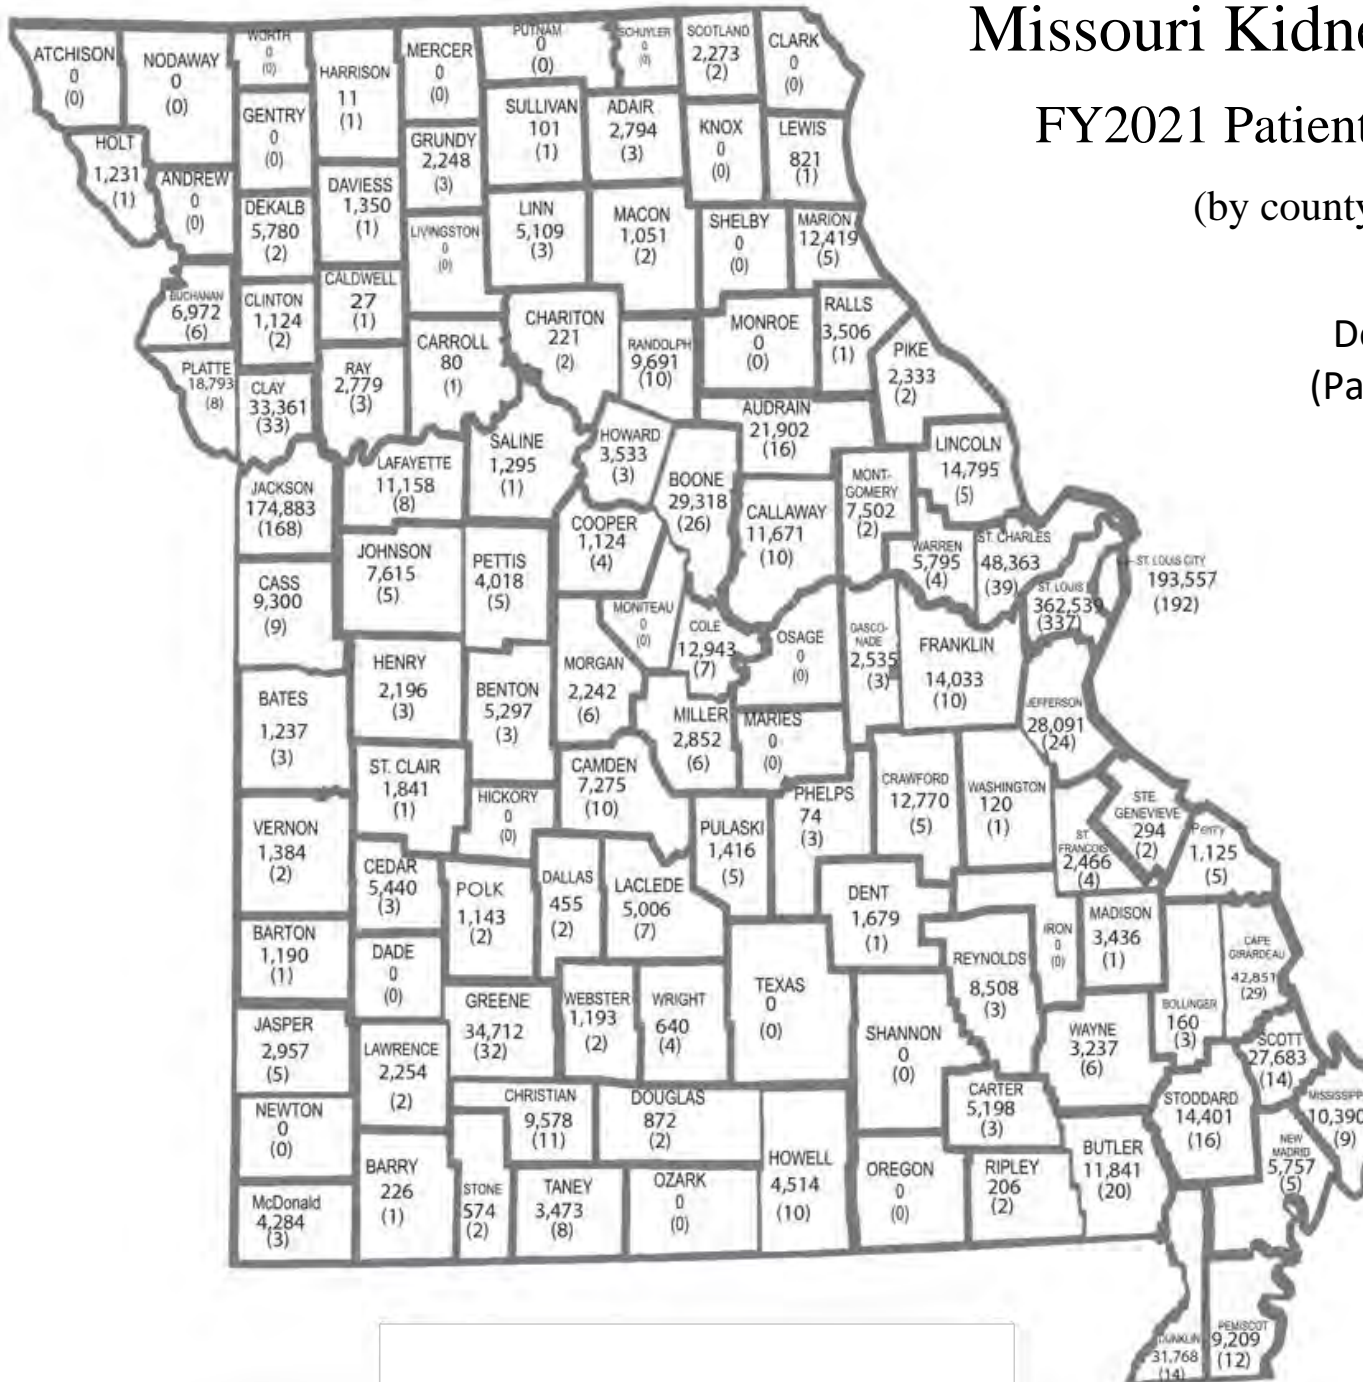 Missouri Kidne
FY2021 Patient
(by county
De
(Pa
ATCHISON
0
(0)
NODAWAY
0
(0)
WORTH
0
(0)
HARRISON
11
(1)
MERCER
0
(0)
PUTNAM
0
(0)
SCHUYLER
0
(0)
SCOTLAND
2,273
(2)
CLARK
0
(0)
HOLT
1,231
(1)
ANDREW
0
(0)
GENTRY
0
(0)
DEKALB
5,780
(2)
DAVIESS
1,350
(1)
GRUNDY
2,248
(3)
SULLIVAN
101
(1)
ADAIR
2,794
(3)
KNOX
0
(0)
LEWIS
821
(1)
LIVINGSTON
0
(0)
LINN
5,109
(3)
MACON
1,051
(2)
SHELBY
0
(0)
MARION
12,419
(5)
BUCHANAN
6,972
(6)
CLINTON
1,124
(2)
CALDWELL
27
(1)
CARROLL
80
(1)
CHARITON
221
(2)
RANDOLPH
9,691
(10)
MONROE
0
(0)
RALLS
3,506
(1)
PIKE
2,333
(2)
PLATTE
18,793
(8)
CLAY
33,361
(33)
RAY
2,779
(3)
AUDRAIN
21,902
(16)
LINCOLN
14,795
(5)
JACKSON
174,883
(168)
LAFAYETTE
11,158
(8)
SALINE
1,295
(1)
HOWARD
3,533
(3)
BOONE
29,318
(26)
CALLAWAY
11,671
(10)
MONT-
GOMERY
7,502
(2)
WARREN
5,795
(4)
ST. CHARLES
48,363
(39)
ST. LOUIS
362,539
(337)
ST. LOUIS CITY
193,557
(192)
CASS
9,300
(9)
JOHNSON
7,615
(5)
PETTIS
4,018
(5)
COOPER
1,124
(4)
MONITEAU
0
(0)
COLE
12,943
(7)
OSAGE
0
(0)
GASCO-
NADE
2,535
(3)
FRANKLIN
14,033
(10)
JEFFERSON
28,091
(24)
BATES
1,237
(3)
HENRY
2,196
(3)
BENTON
5,297
(3)
MORGAN
2,242
(6)
MILLER
2,852
(6)
MARIES
0
(0)
ST. CLAIR
1,841
(1)
HICKORY
0
(0)
CAMDEN
7,275
(10)
PULASKI
1,416
(5)
PHELPS
74
(3)
CRAWFORD
12,770
(5)
WASHINGTON
120
(1)
ST
FRANCOIS
2,466
(4)
STE.
GENEVIEVE
294
(2)
Perry
1,125
(5)
VERNON
1,384
(2)
CEDAR
5,440
(3)
POLK
1,143
(2)
DALLAS
455
(2)
LACLEDE
5,006
(7)
DENT
1,679
(1)
IRON
0
(0)
MADISON
3,436
(1)
BARTON
1,190
(1)
DADE
0
(0)
GREENE
34,712
(32)
WEBSTER
1,193
(2)
WRIGHT
640
(4)
TEXAS
0
(0)
SHANNON
0
(0)
REYNOLDS
8,508
(3)
WAYNE
3,237
(6)
BOLLINGER
160
(3)
CAPE
GIRARDEAU
42,851
(29)
JASPER
2,957
(5)
LAWRENCE
2,254
(2)
CHRISTIAN
9,578
(11)
DOUGLAS
872
(2)
CARTER
5,198
(3)
STODDARD
14,401
(16)
SCOTT
27,683
(14)
MISSISSIPP
10,390
(9)
NEWTON
0
(0)
BARRY
226
(1)
STONE
574
(2)
TANEY
3,473
(8)
OZARK
0
(0)
HOWELL
4,514
(10)
OREGON
0
(0)
RIPLEY
206
(2)
BUTLER
11,841
(20)
NEW
MADRID
5,757
(5)
McDonald
4,284
(3)
DUNKLIN
31,768
(14)
PEMISCOT
9,209
(12)